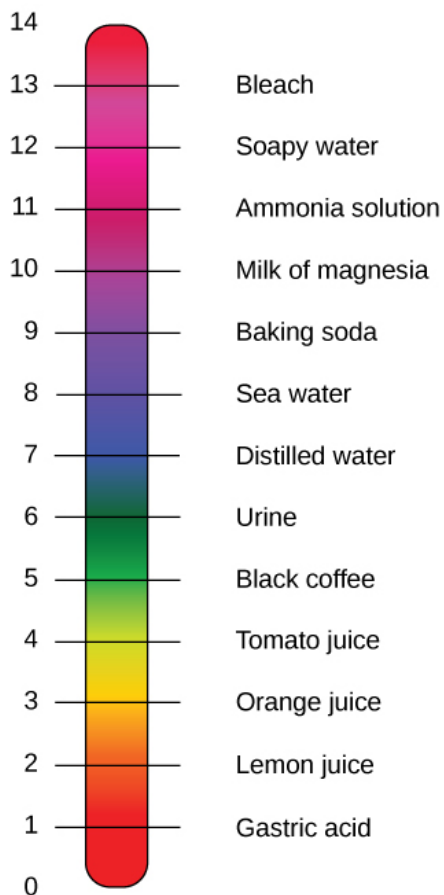 14
13 Bleach
12 Soapy water
11 Ammonia solution
10 Milk of magnesia
9 Baking soda
8 Sea water
7 Distilled water
6 Urine
5 Black coffee
4 Tomato juice
3 Orange juice
2 Lemon juice
1 Gastric acid
0